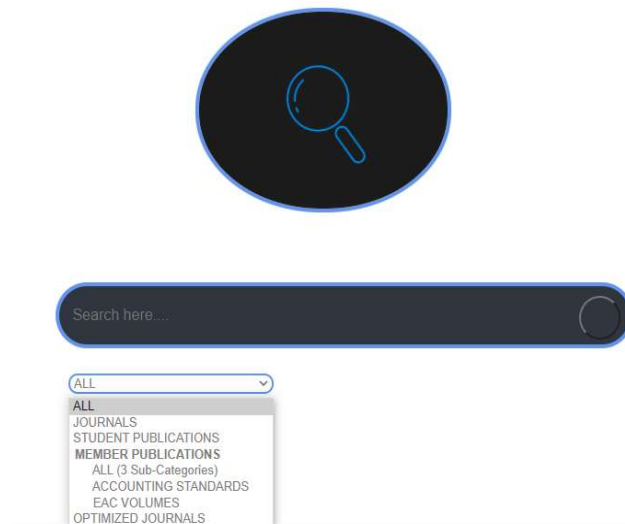 Search here....
ALL
ALL
JOURNALS
STUDENT PUBLICATIONS
MEMBER PUBLICATIONS
ALL (3 Sub-Categories)
ACCOUNTING STANDARDS
EAC VOLUMES
OPTIMIZED JOURNALS